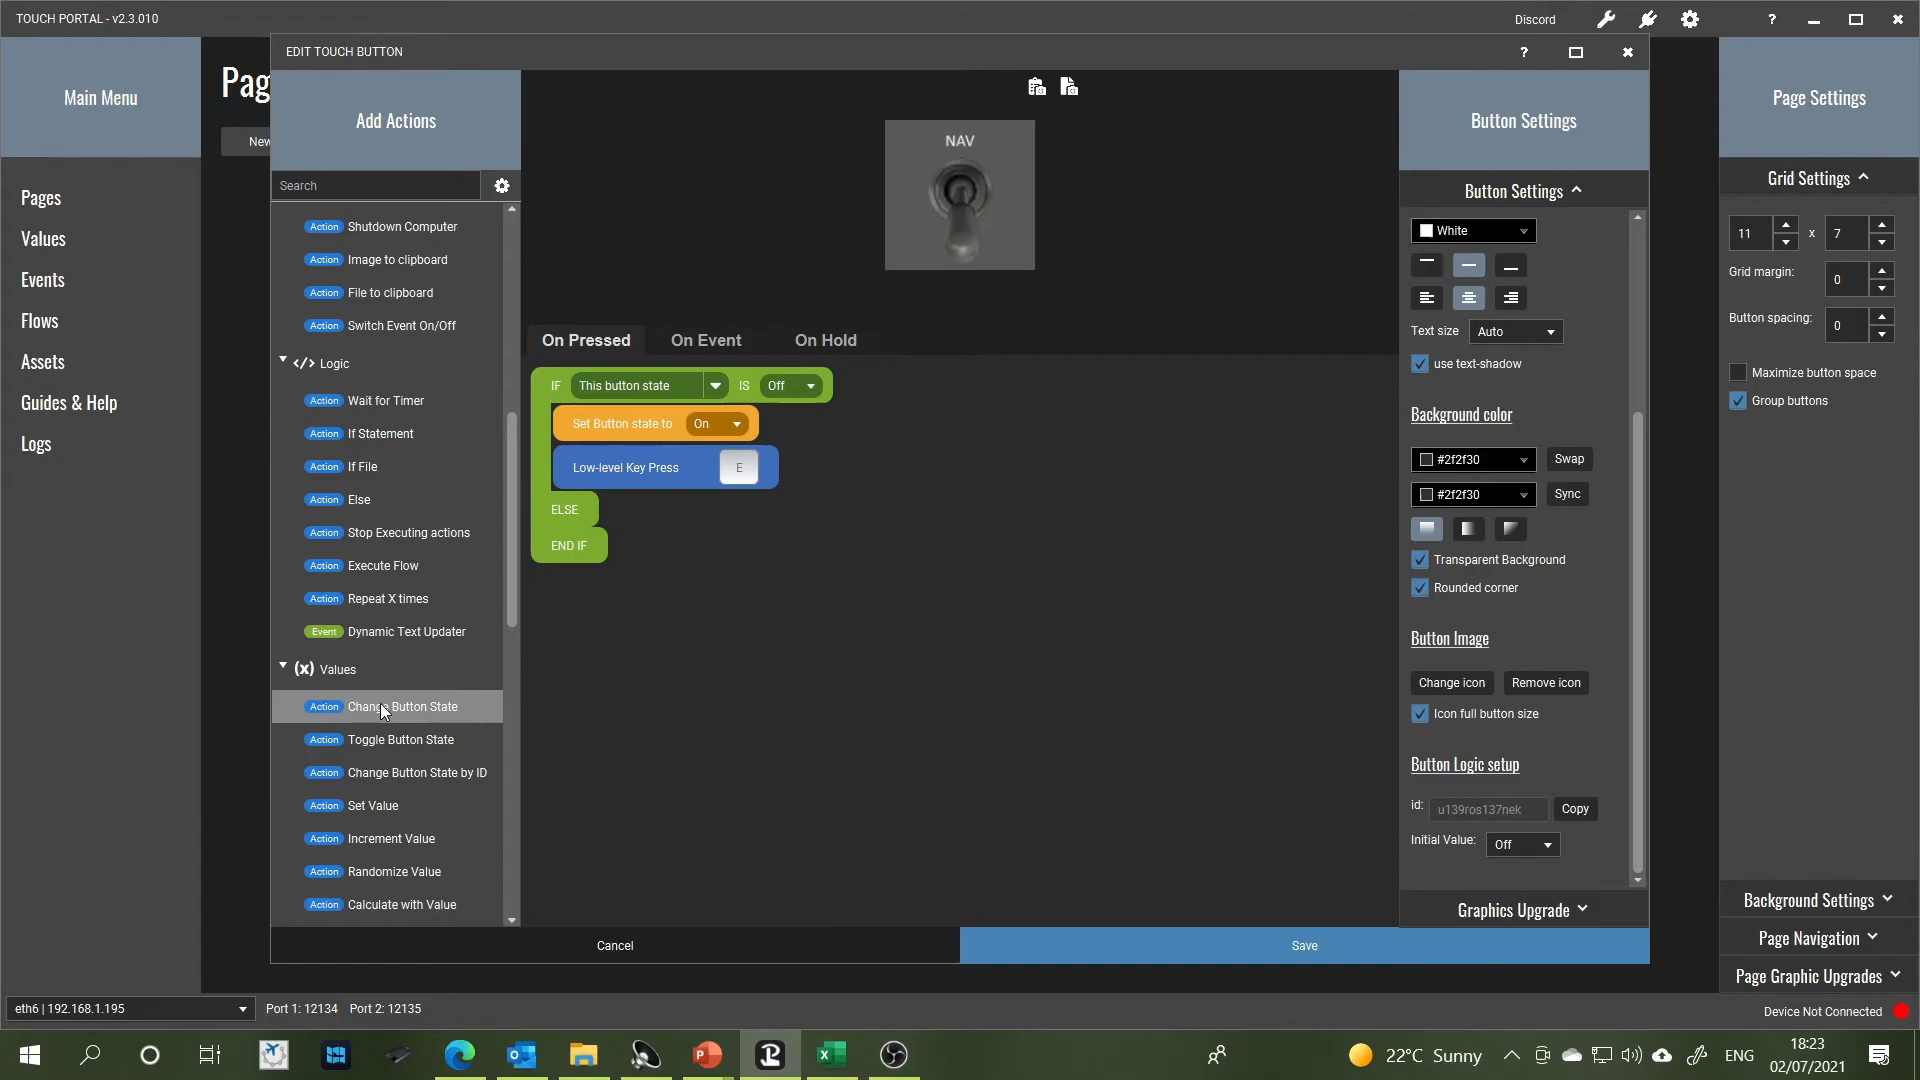 TOUCH PORTAL - v2.3.010
Discord
?
EDIT TOUCH BUTTON
?
Main Menu
Pag
New
Pages
Values
Events
Flows
Assets
Guides & Help
Logs
Add Actions
Search
Action Shutdown Computer
Action Image to clipboard
Action File to clipboard
Action Switch Event On/Off
</> Logic
Action Wait for Timer
Action If Statement
Action If File
Action Else
Action Stop Executing actions
Action Execute Flow
Action Repeat X times
Event Dynamic Text Updater
(x) Values
Action Change Button State
Action Toggle Button State
Action Change Button State by ID
Action Set Value
Action Increment Value
Action Randomize Value
Action Calculate with Value
NAV
On Pressed On Event On Hold
IF This button state IS Off
Set Button state to On
Low-level Key Press E
ELSE
END IF
Cancel
Save
Button Settings
Button Settings
White
Text size Auto
use text-shadow
Background color
#2f2f30 Swap
#2f2f30 Sync
Transparent Background
Rounded corner
Button Image
Change icon Remove icon
Icon full button size
Button Logic setup
id: u139ros137nek Copy
Initial Value: Off
Graphics Upgrade
Page Settings
Grid Settings
11 x 7
Grid margin: 0
Button spacing: 0
Maximize button space
Group buttons
Background Settings
Page Navigation
Page Graphic Upgrades
eth6 | 192.168.1.195
Port 1: 12134 Port 2: 12135
Device Not Connected
22°C Sunny
ENG
18:23
02/07/2021